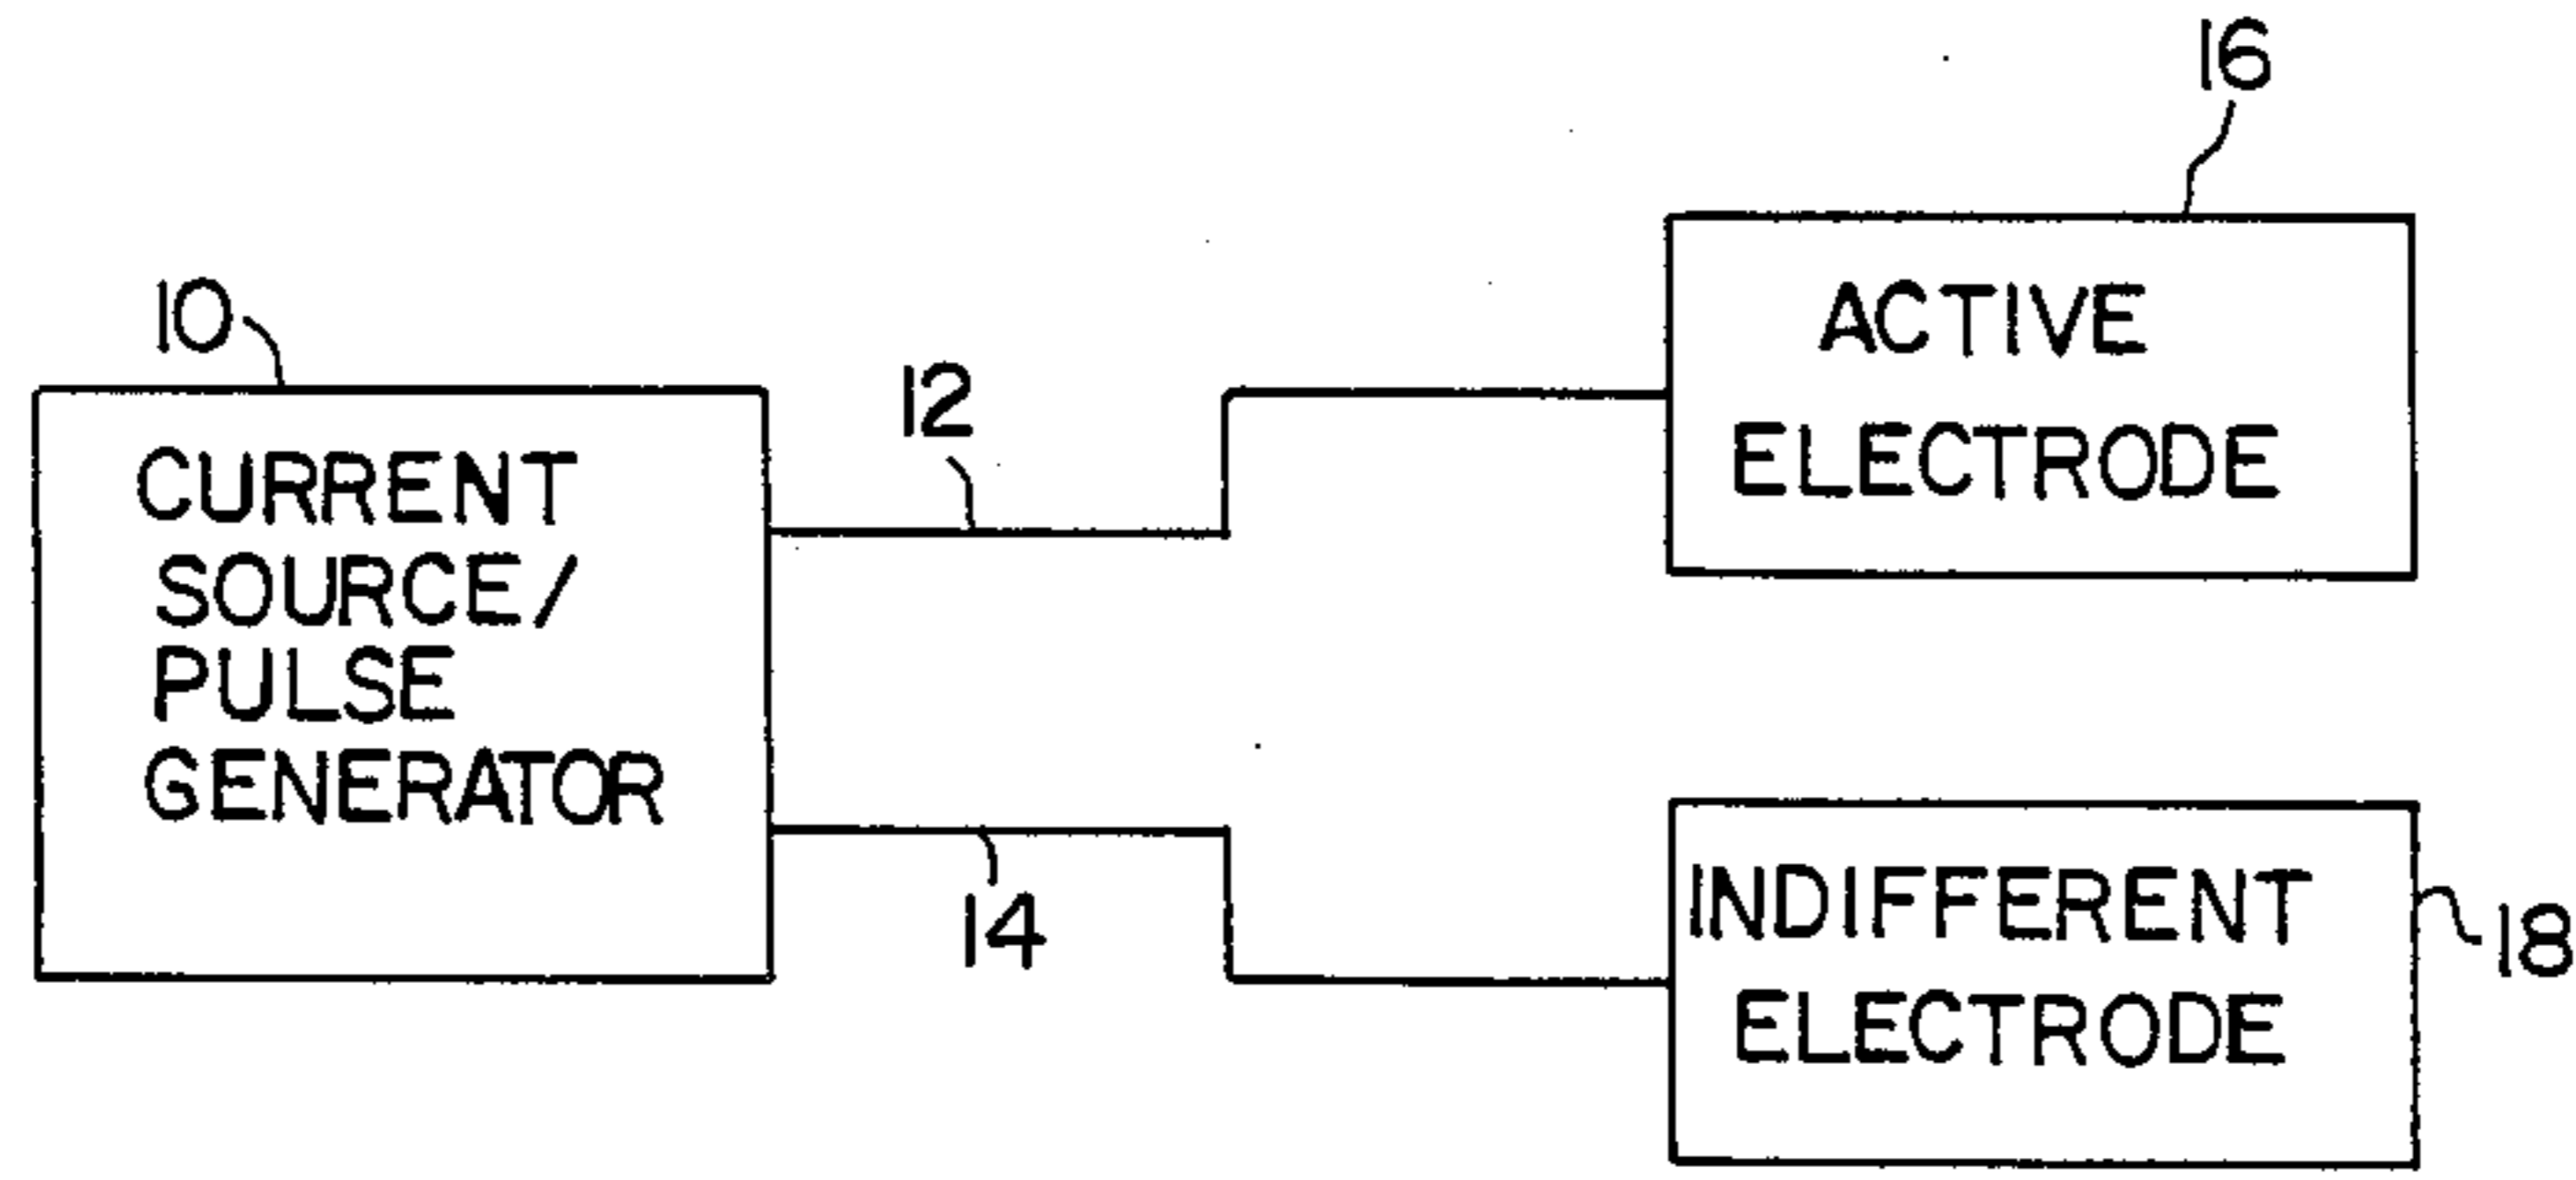 16
10
12
ACTIVE
ELECTRODE
CURRENT
SOURCE/
PULSE
GENERATOR
14
INDIFFERENT
ELECTRODE
18